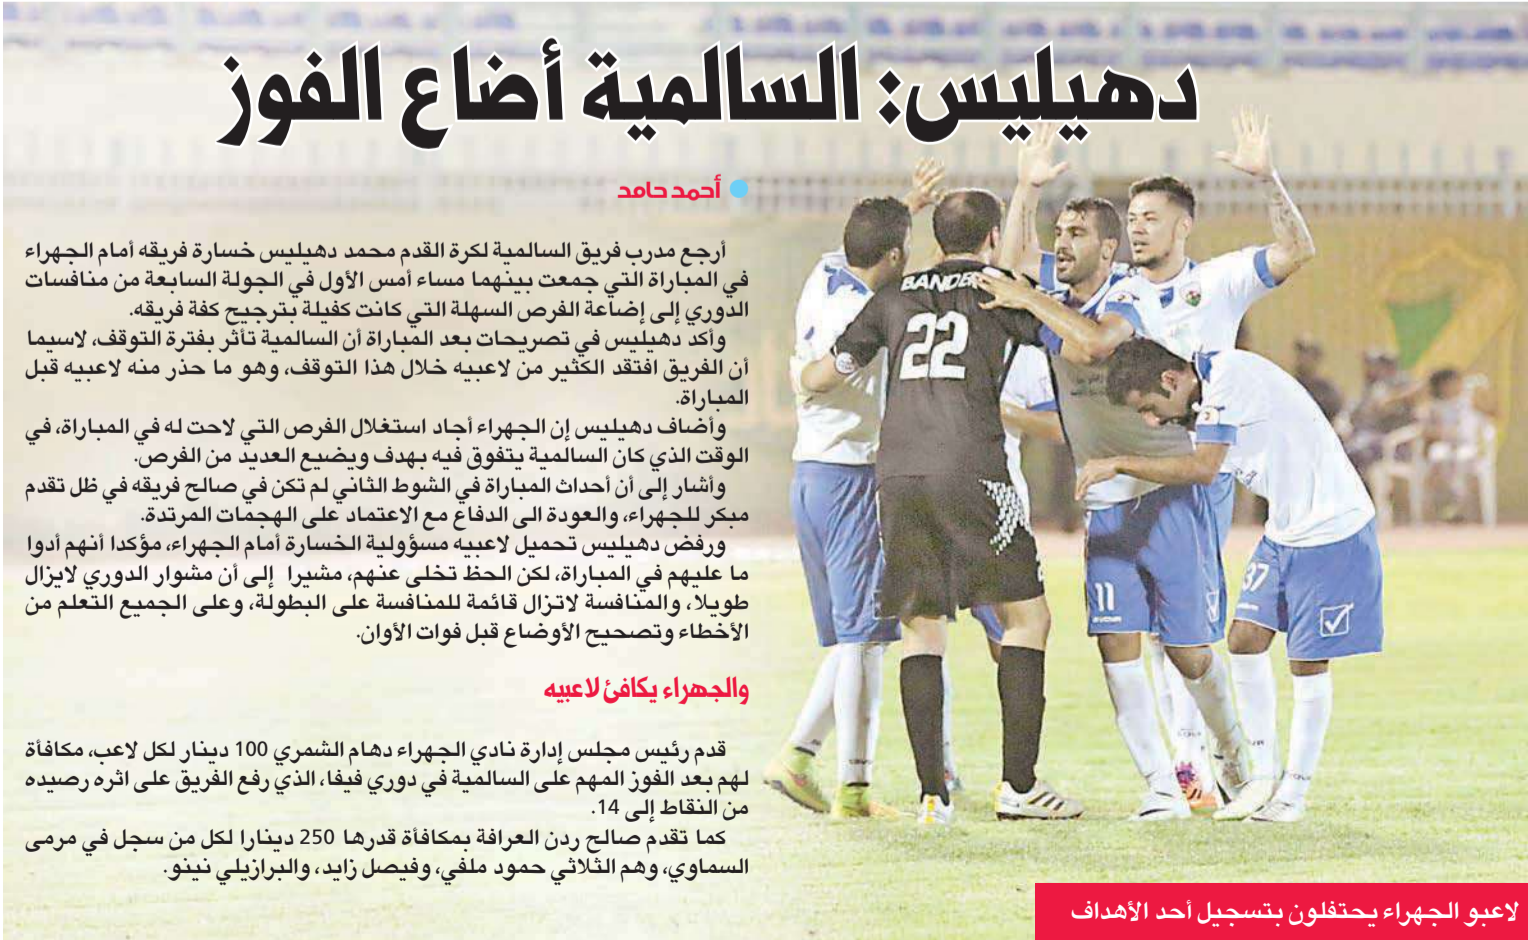 دهيليس: السالمية أضاع الفوز
أحمد حامد
أرجع مدرب فريق السالمية لكرة القدم محمد دهيليس خسارة فريقه أمام الجهراء
في المباراة التي جمعت بينهما مساء أمس الأول في الجولة السابعة من منافسات
الدوري إلى إضاعة الفرص السهلة التي كانت كفيلة بترجيح كفة فريقه.
وأكد دهيليس في تصريحات بعد المباراة أن السالمية تأثر بفترة التوقف، لاسيما
أن الفريق افتقد الكثير من لاعبيه خلال هذا التوقف، وهو ما حذر منه لاعبيه قبل
المباراة.
وأضاف دهيليس إن الجهراء أجاد استغلال الفرص التي لاحت له في المباراة، في
الوقت الذي كان السالمية يتفوق فيه بهدف ويضيع العديد من الفرص.
وأشار إلى أن أحداث المباراة في الشوط الثاني لم تكن في صالح فريقه في ظل تقدم
مبكر للجهراء، والعودة الى الدفاع مع الاعتماد على الهجمات المرتدة.
ورفض دهيليس تحميل لاعبيه مسؤولية الخسارة أمام الجهراء، مؤكدا أنهم أدوا
ما عليهم في المباراة، لكن الحظ تخلى عنهم، مشيرا إلى أن مشوار الدوري لايزال
طويلا، والمنافسة لاتزال قائمة للمنافسة على البطولة، وعلى الجميع التعلم من
الأخطاء وتصحيح الأوضاع قبل فوات الأوان.
والجهراء يكافئ لاعبيه
قدم رئيس مجلس إدارة نادي الجهراء دهام الشمري 100 دينار لكل لاعب، مكافأة
لهم بعد الفوز المهم على السالمية في دوري فيفا، الذي رفع الفريق على اثره رصيده
من النقاط إلى 14.
كما تقدم صالح ردن العرافة بمكافأة قدرها 250 دينارا لكل من سجل في مرمى
السماوي، وهم الثلاثي حمود ملفي، وفيصل زايد، والبرازيلي نينو.
BANDER
22
11
37
لاعبو الجهراء يحتفلون بتسجيل أحد الأهداف